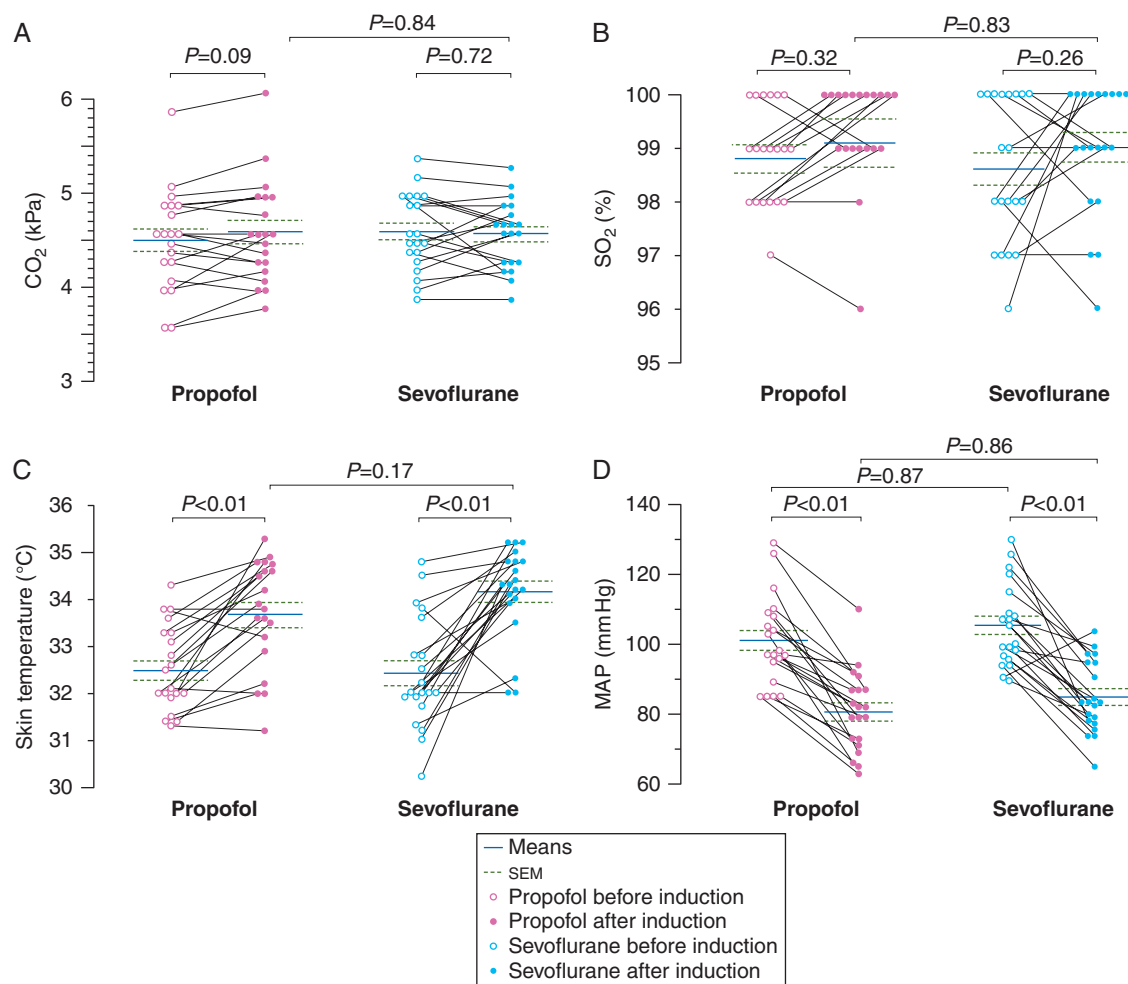 A
P=0.84
P=0.09
P=0.72
CO₂ (kPa)
6
5
4
3
Propofol
Sevoflurane
B
P=0.83
P=0.32
P=0.26
SO₂ (%)
100
99
98
97
96
95
Propofol
Sevoflurane
C
P=0.17
P<0.01
P<0.01
Skin temperature (°C)
36
35
34
33
32
31
30
Propofol
Sevoflurane
D
P=0.86
P=0.87
P<0.01
P<0.01
MAP (mm Hg)
140
120
100
80
60
Propofol
Sevoflurane
Means
SEM
Propofol before induction
Propofol after induction
Sevoflurane before induction
Sevoflurane after induction